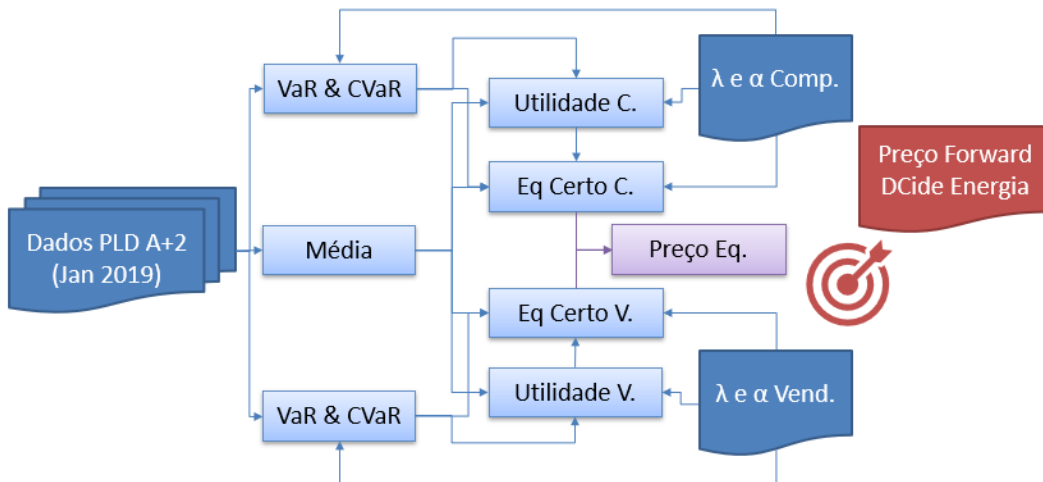 VaR & CVaR
λ e α Comp.
Utilidade C.
Preço Forward
DCide Energia
Eq Certo C.
Dados PLD A+2
(Jan 2019)
Média
Preço Eq.
Eq Certo V.
Utilidade V.
λ e α Vend.
VaR & CVaR